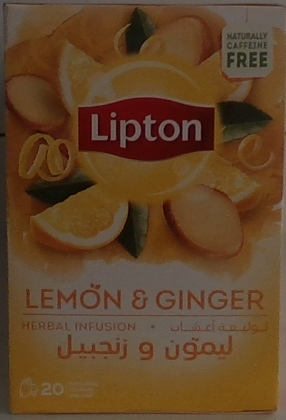 NATURALLY
CAFFEINE
FREE
Lipton
LEMON & GINGER
HERBAL INFUSION • توليفة أعشاب
ليمون و زنجبيل
20